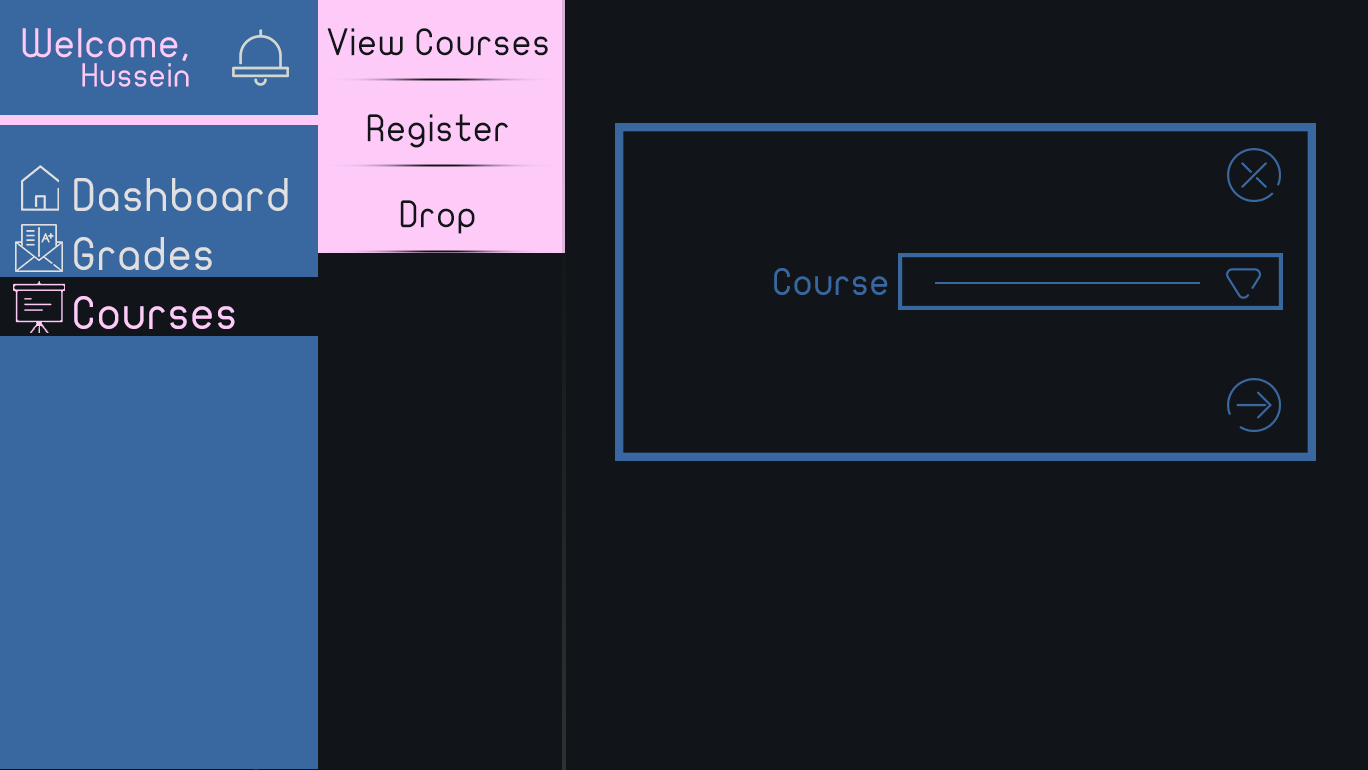 Welcome,
Hussein
Dashboard
A+
Grades
Courses
View Courses
Register
Drop
Course